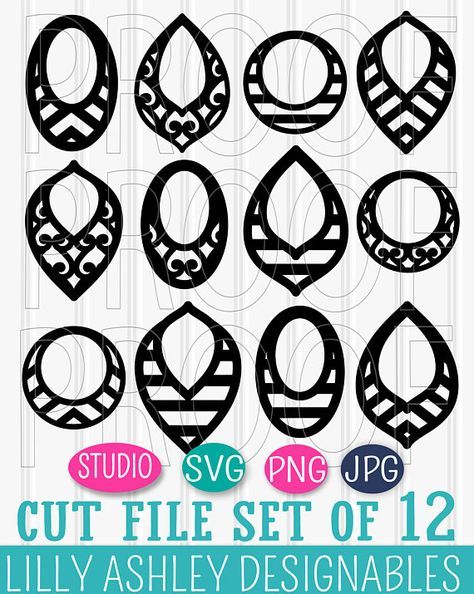 PROOF
PROOF
PROOF
STUDIO SVG PNG JPG
CUT FILE SET OF 12
LILLY ASHLEY DESIGNABLES